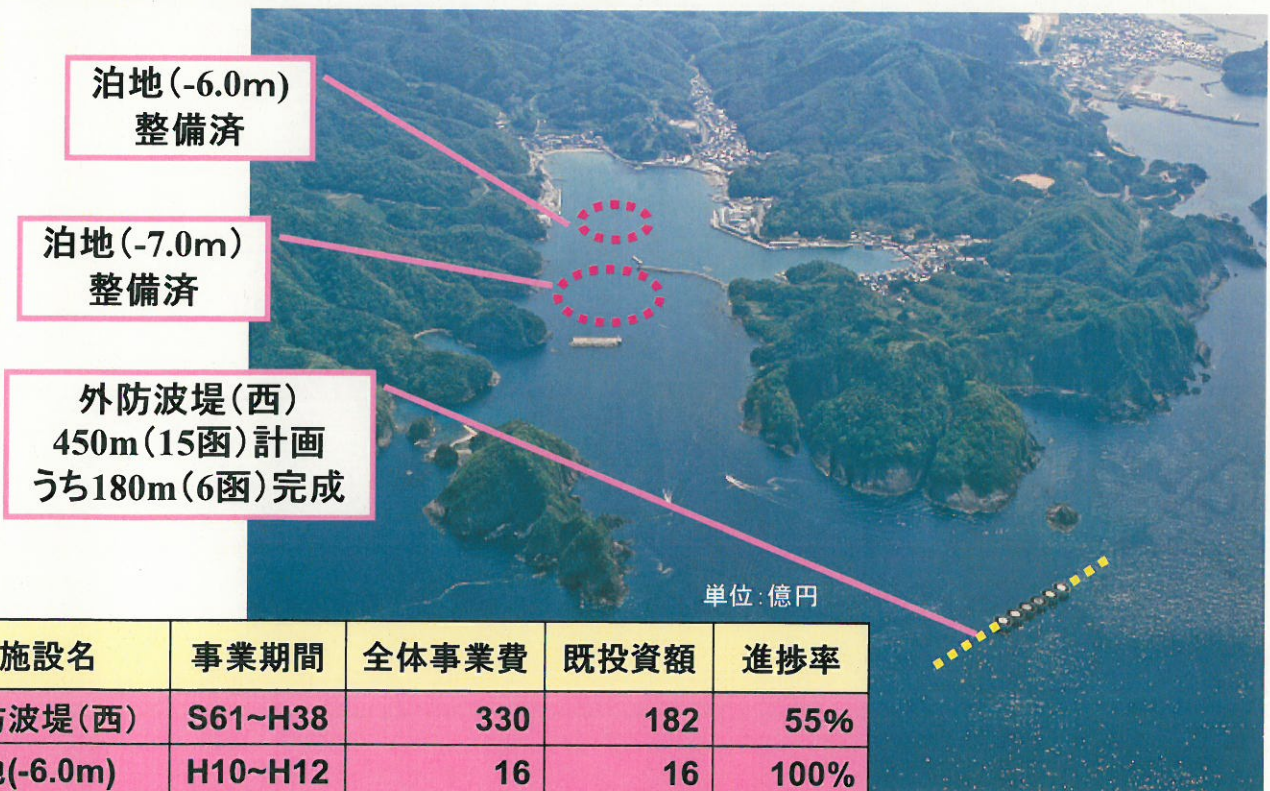 泊地(-6.0m)
整備済
泊地(-7.0m)
整備済
外防波堤(西)
450m(15函)計画
うち180m(6函)完成
単位:億円
施設名 事業期間 全体事業費 既投資額 進捗率
波堤(西) S61~H38 330 182 55%
(-6.0m) H10~H12 16 16 100%